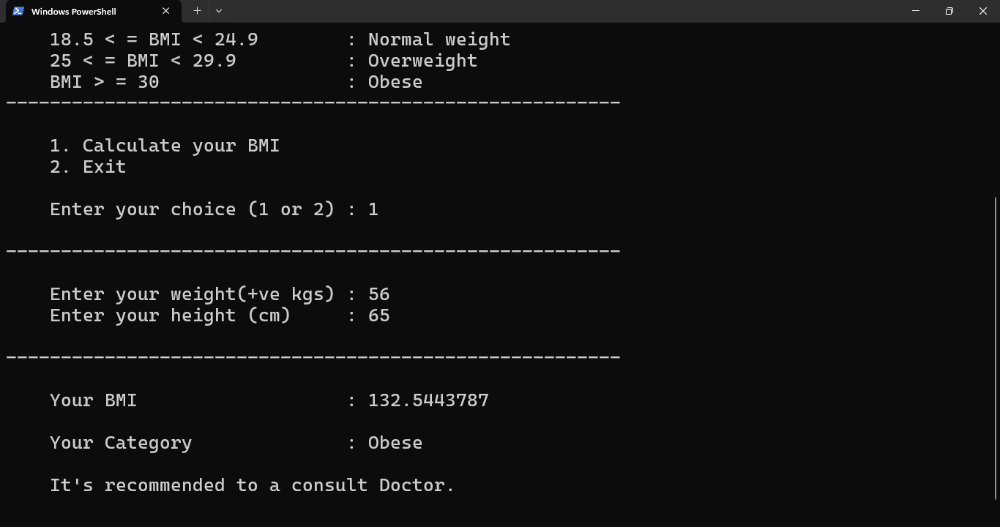 Windows PowerShell
18.5 < = BMI < 24.9 : Normal weight
25 < = BMI < 29.9 : Overweight
BMI > = 30 : Obese
--------------------------------------------------------
1. Calculate your BMI
2. Exit
Enter your choice (1 or 2) : 1
--------------------------------------------------------
Enter your weight(+ve kgs) : 56
Enter your height (cm) : 65
--------------------------------------------------------
Your BMI : 132.5443787
Your Category : Obese
It's recommended to a consult Doctor.